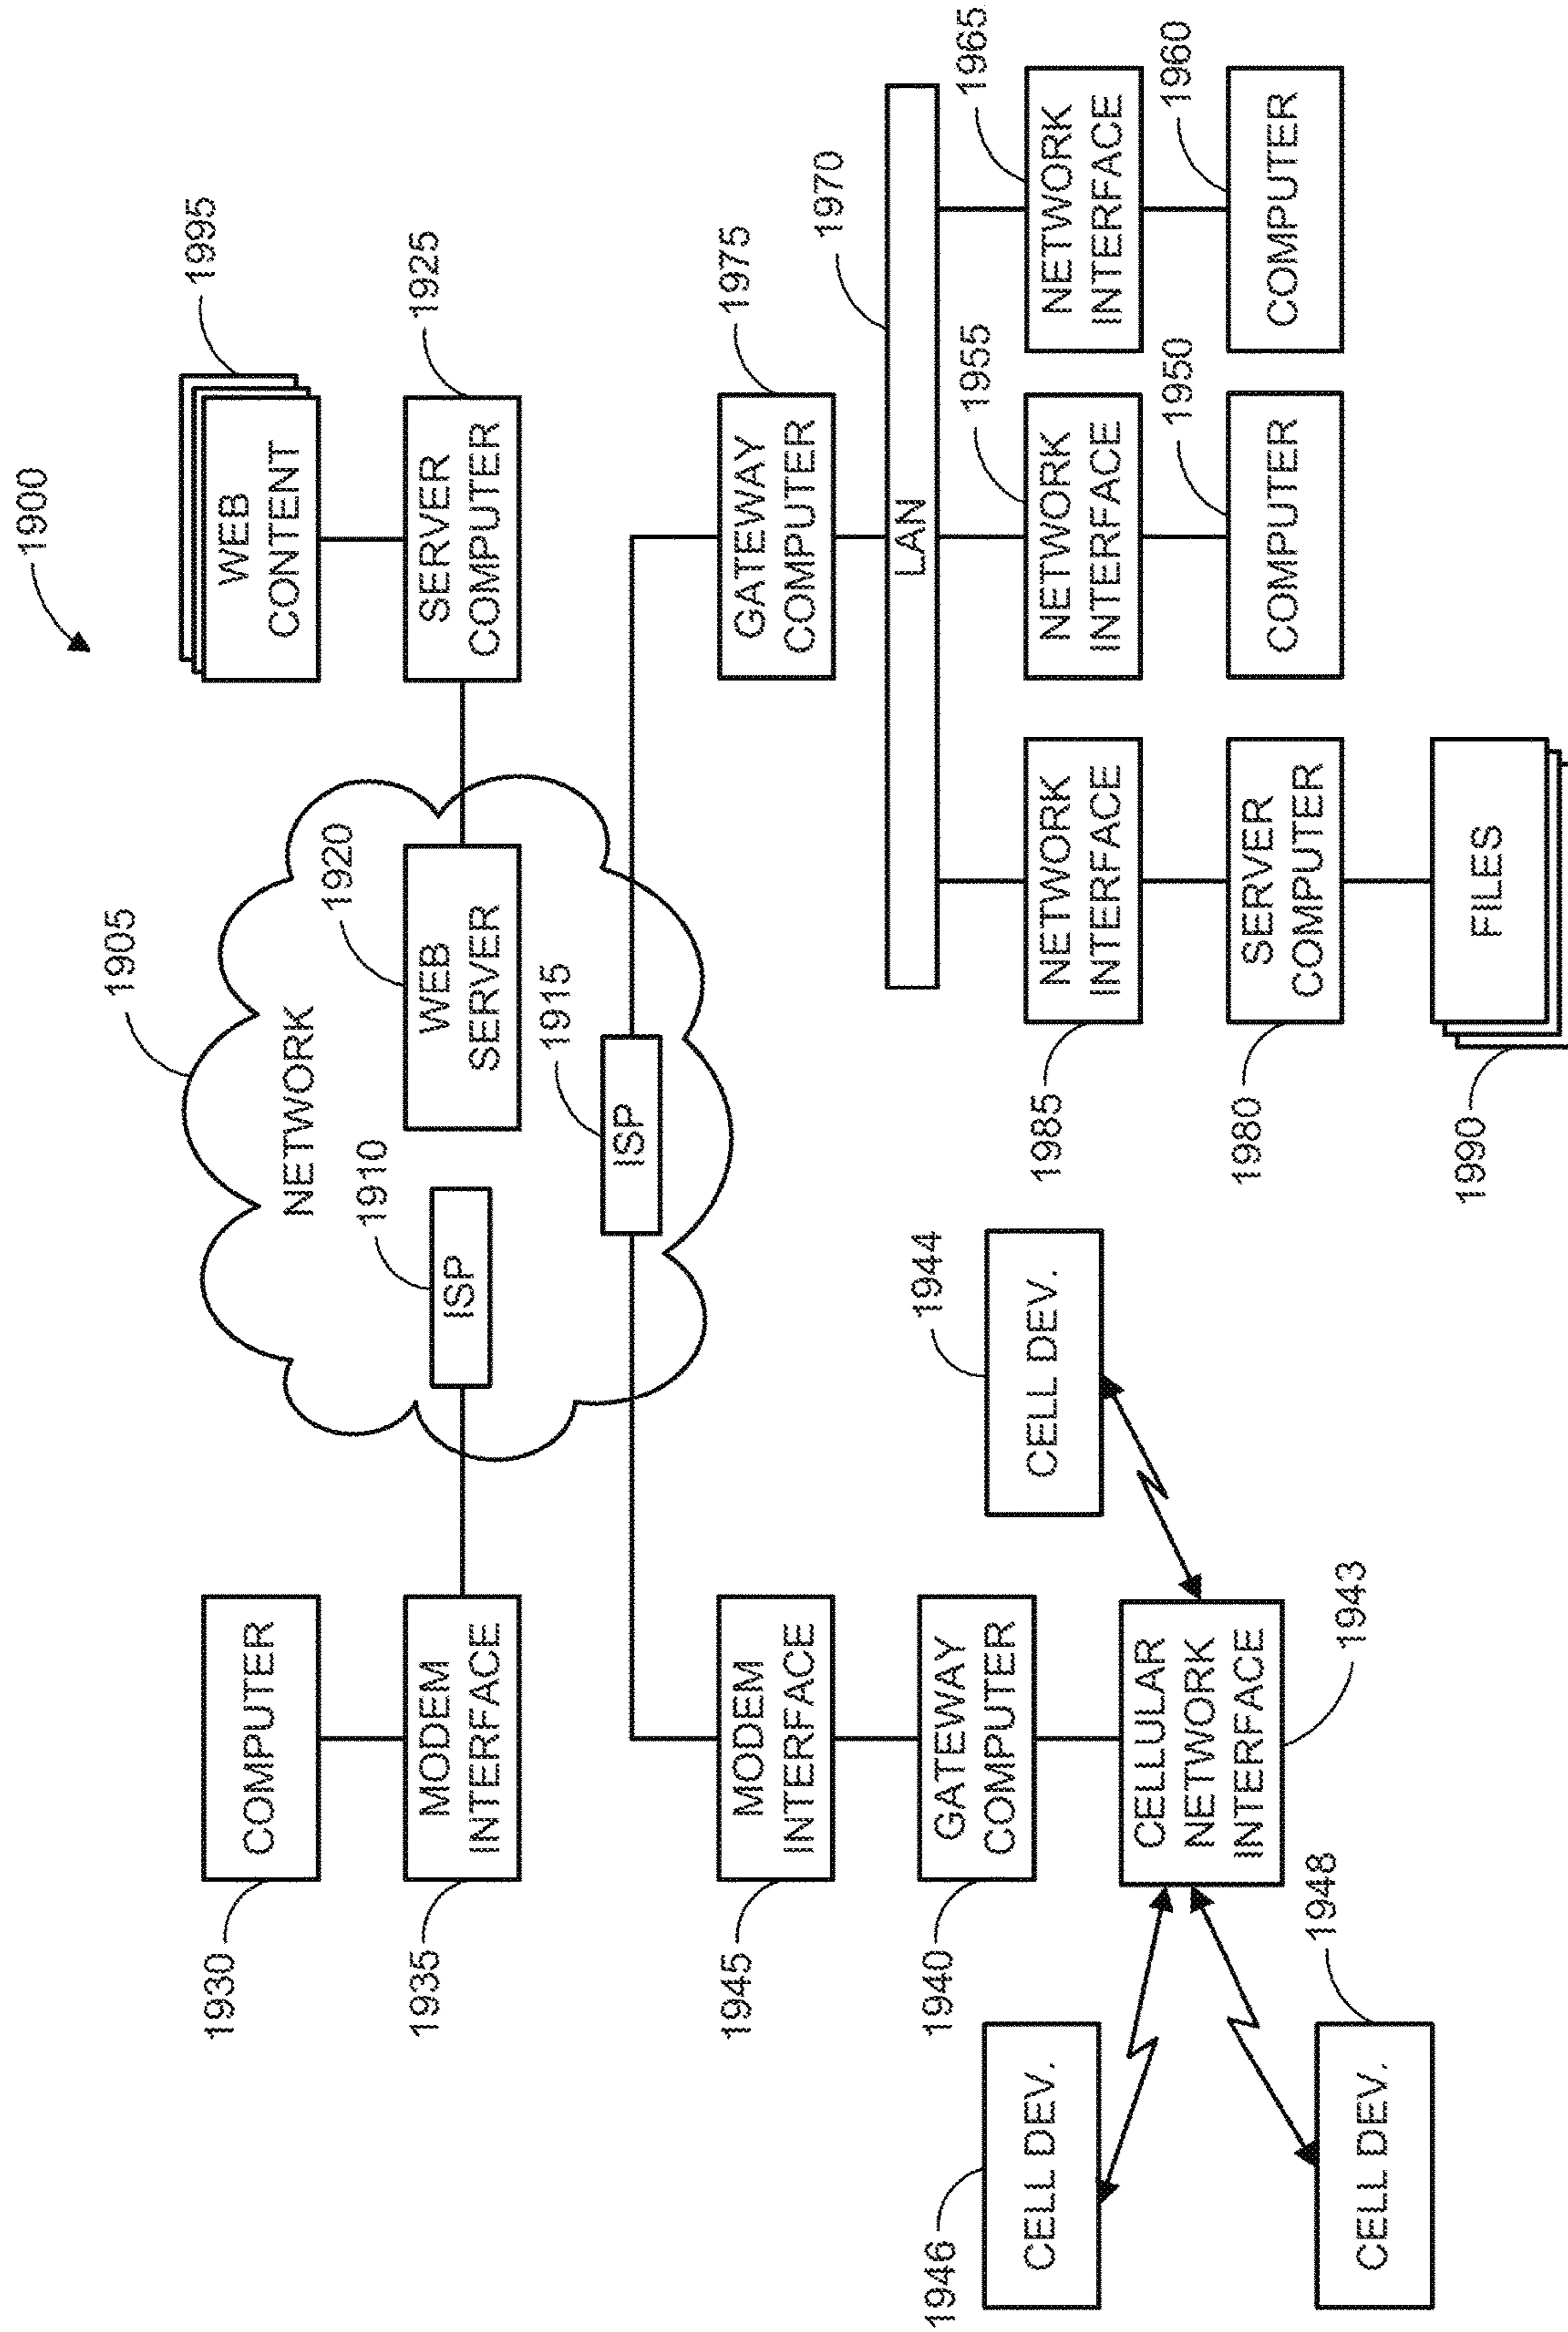 1900
1905
NETWORK
COMPUTER
1930
MODEM
INTERFACE
1935
ISP
1910
WEB
SERVER
1920
WEB
CONTENT
1995
SERVER
COMPUTER
1925
ISP
1915
MODEM
INTERFACE
1945
GATEWAY
COMPUTER
1940
CELLULAR
NETWORK
INTERFACE
1943
CELL DEV.
1944
CELL DEV.
1946
CELL DEV.
1948
GATEWAY
COMPUTER
1975
LAN
1970
NETWORK
INTERFACE
1985
NETWORK
INTERFACE
1955
NETWORK
INTERFACE
1965
SERVER
COMPUTER
1980
COMPUTER
1950
COMPUTER
1960
FILES
1990